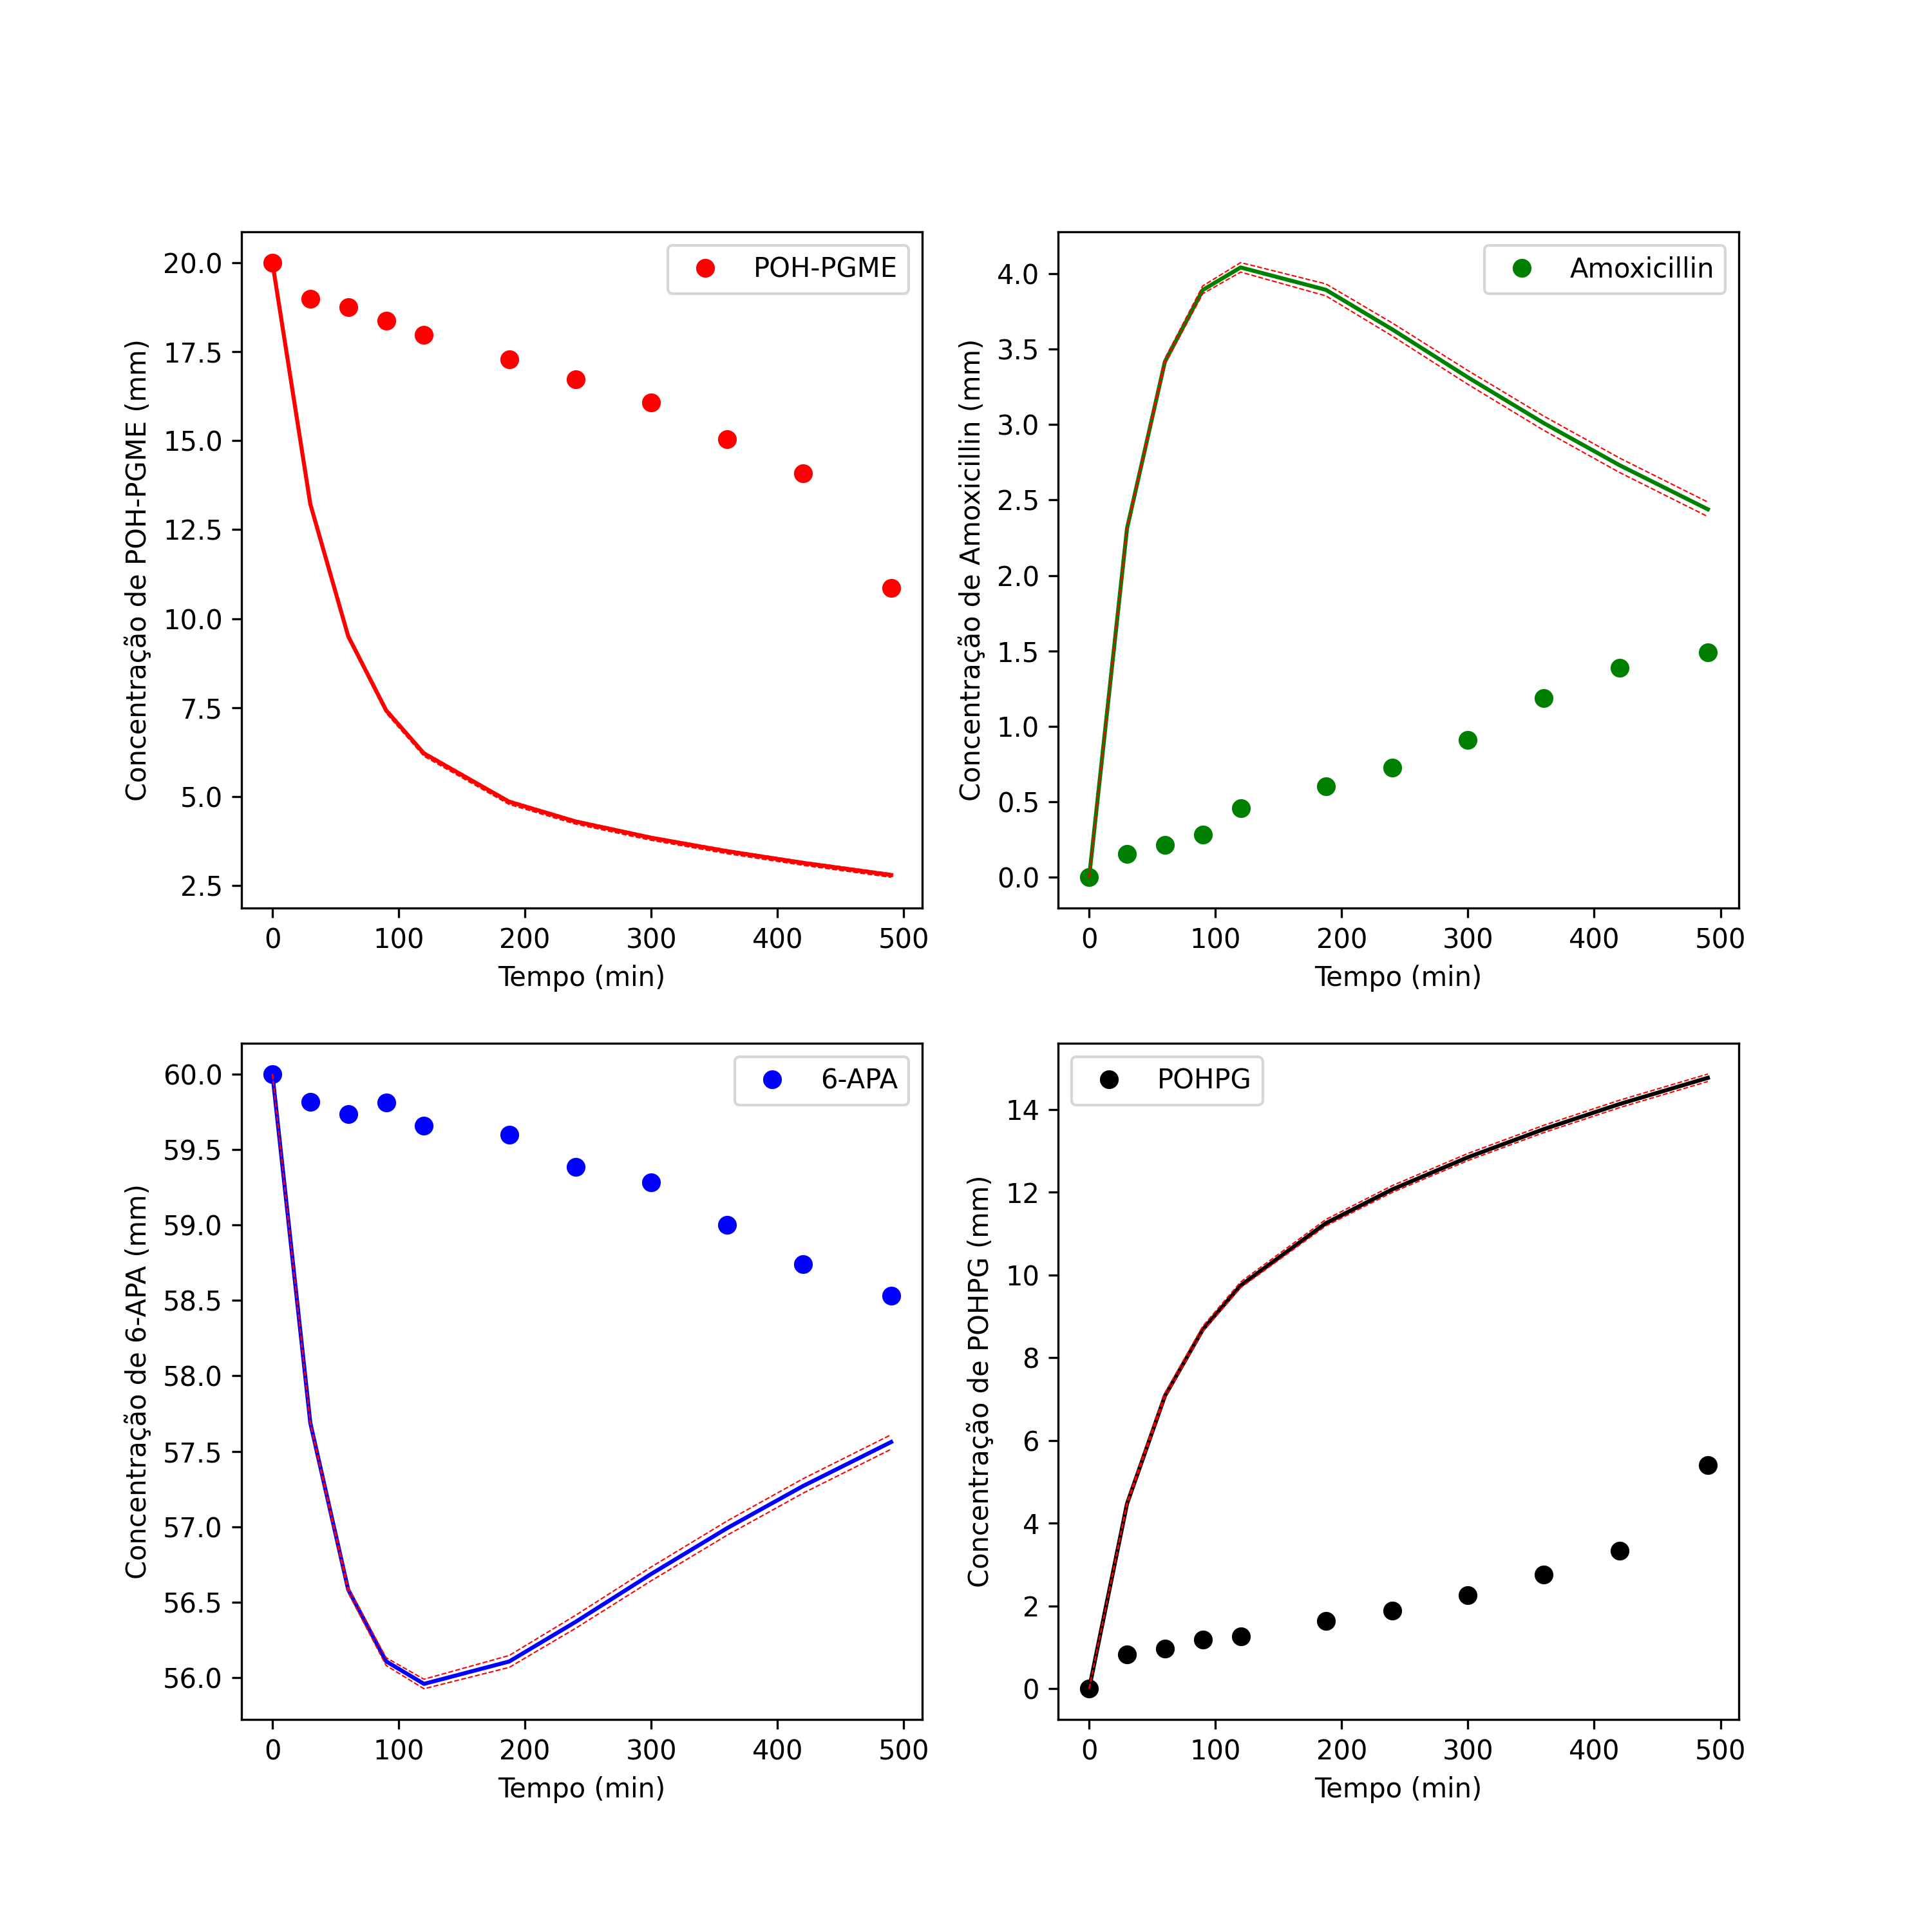 POH-PGME
Concentração de POH-PGME (mm)
20.0
17.5
15.0
12.5
10.0
7.5
5.0
2.5
0 100 200 300 400 500
Tempo (min)
Amoxicillin
Concentração de Amoxicillin (mm)
4.0
3.5
3.0
2.5
2.0
1.5
1.0
0.5
0.0
0 100 200 300 400 500
Tempo (min)
6-APA
Concentração de 6-APA (mm)
60.0
59.5
59.0
58.5
58.0
57.5
57.0
56.5
56.0
0 100 200 300 400 500
Tempo (min)
POHPG
Concentração de POHPG (mm)
14
12
10
8
6
4
2
0
0 100 200 300 400 500
Tempo (min)